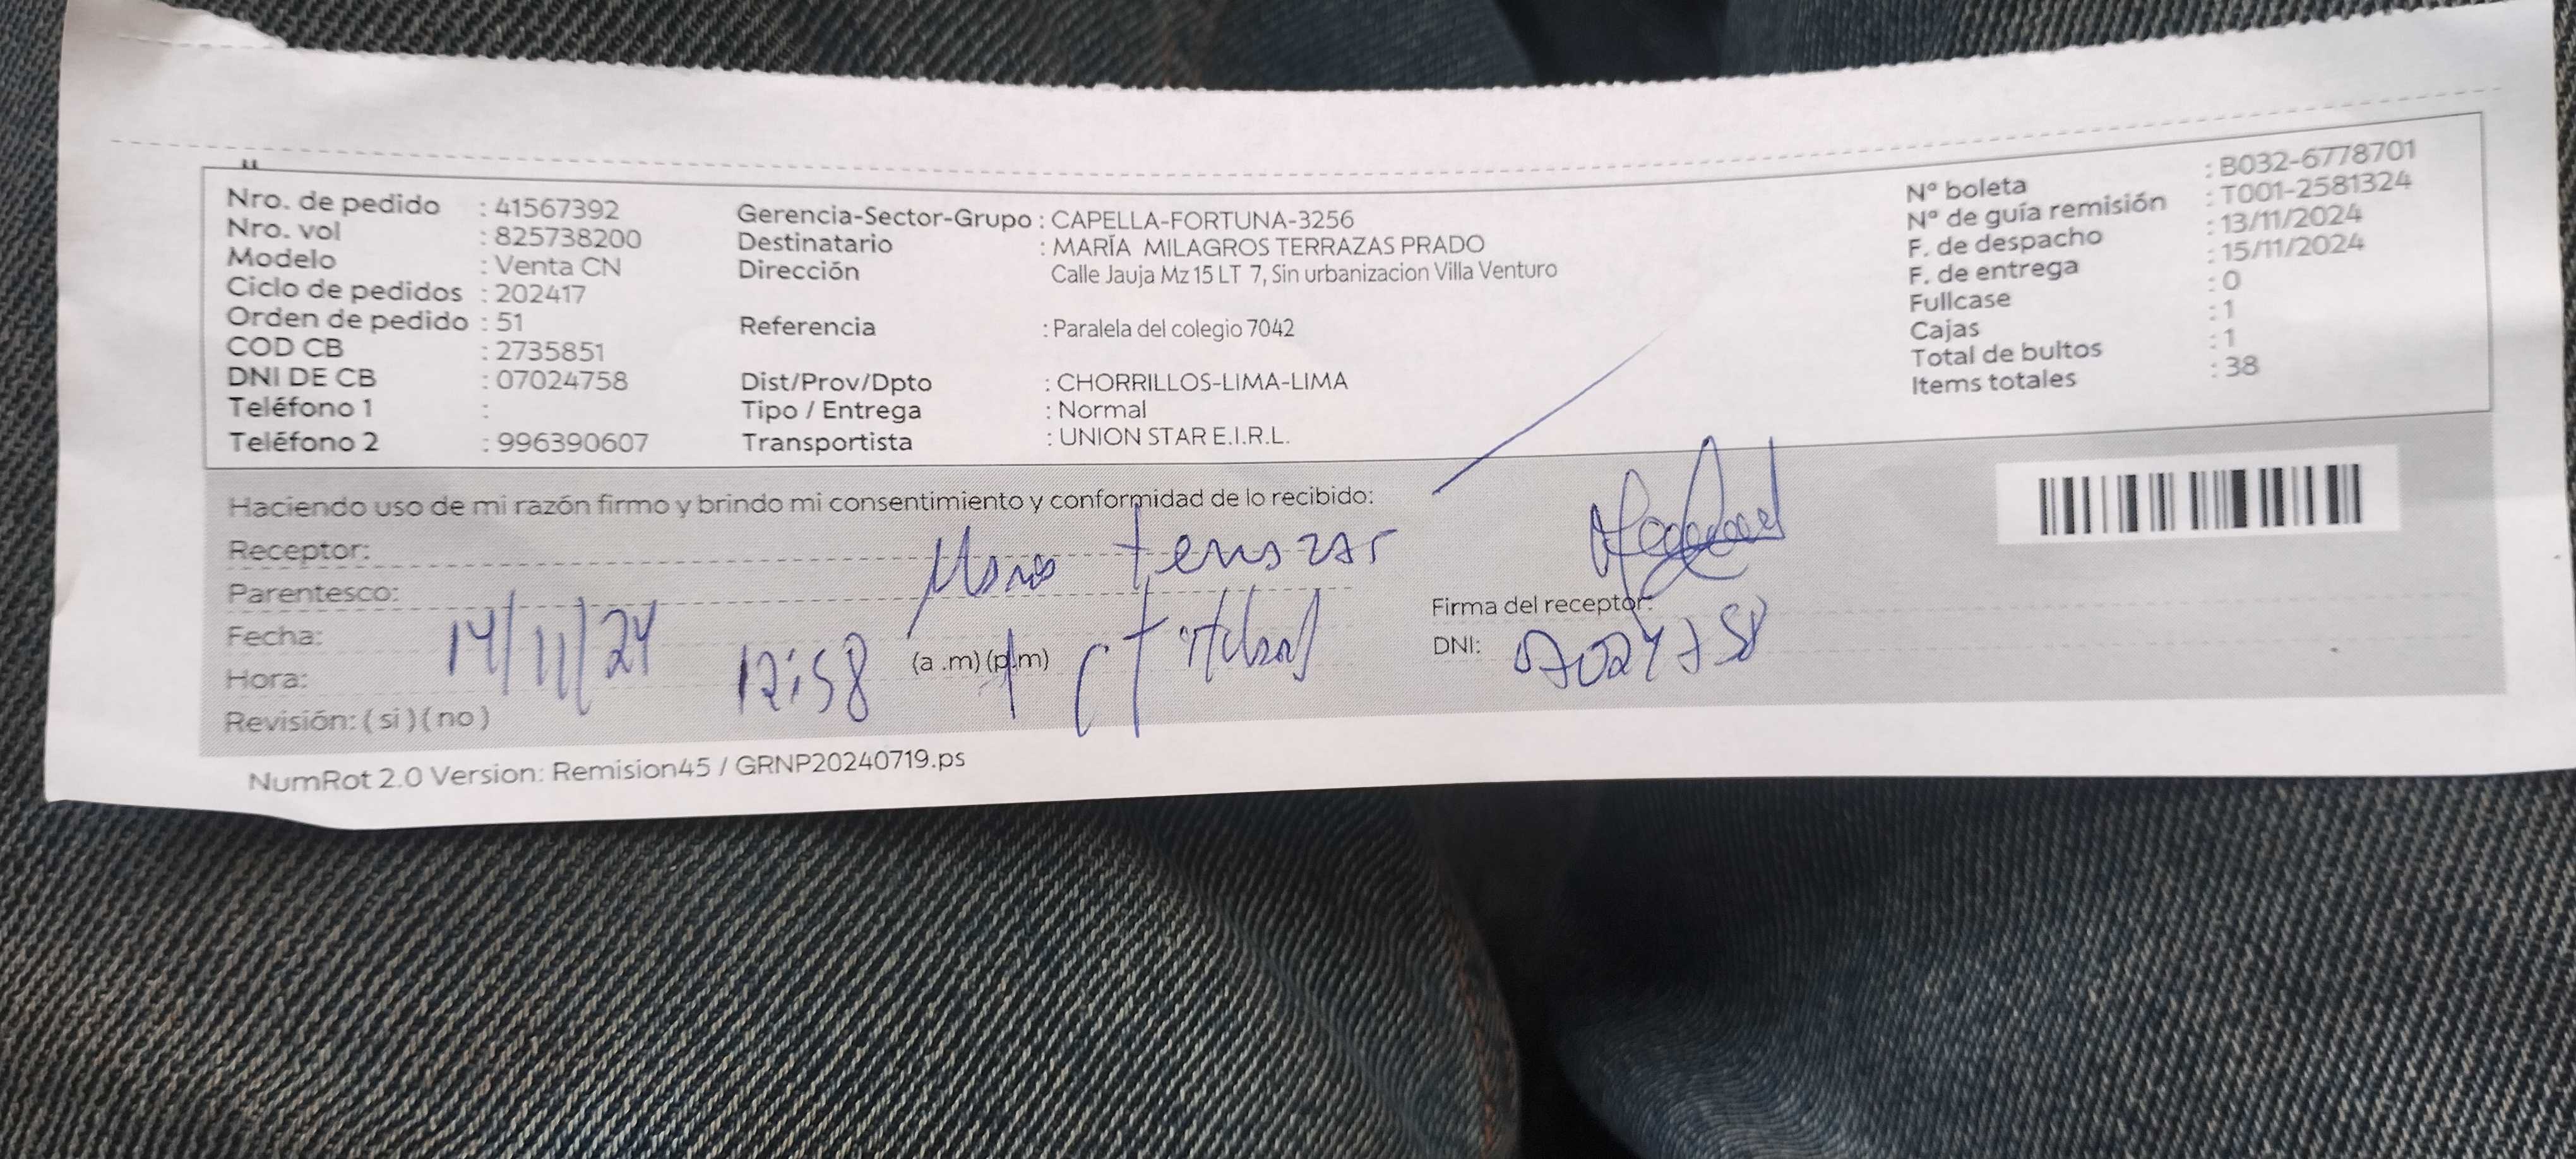 Nro. de pedido : 41567392
Nro. vol : 825738200
Modelo : Venta CN
Ciclo de pedidos : 202417
Orden de pedido : 51
COD CB : 2735851
DNI DE CB : 07024758
Teléfono 1 :
Teléfono 2 : 996390607
Gerencia-Sector-Grupo : CAPELLA-FORTUNA-3256
Destinatario : MARÍA MILAGROS TERRAZAS PRADO
Dirección Calle Jauja Mz 15 LT 7, Sin urbanizacion Villa Venturo
Referencia : Paralela del colegio 7042
Dist/Prov/Dpto : CHORRILLOS-LIMA-LIMA
Tipo / Entrega : Normal
Transportista : UNION STAR E.I.R.L.
N° boleta : B032-6778701
N° de guía remisión : T001-2581324
F. de despacho : 13/11/2024
F. de entrega : 15/11/2024
Fullcase : 0
Cajas : 1
Total de bultos : 1
Items totales : 38
Haciendo uso de mi razón firmo y brindo mi consentimiento y conformidad de lo recibido:
Receptor:
Parentesco:
Fecha: 14/11/24
Hora: 12:58 (a .m) (p.m)
Revisión: ( si ) ( no )
Firma del receptor:
DNI: 07024758
NumRot 2.0 Version: Remision45 / GRNP20240719.ps